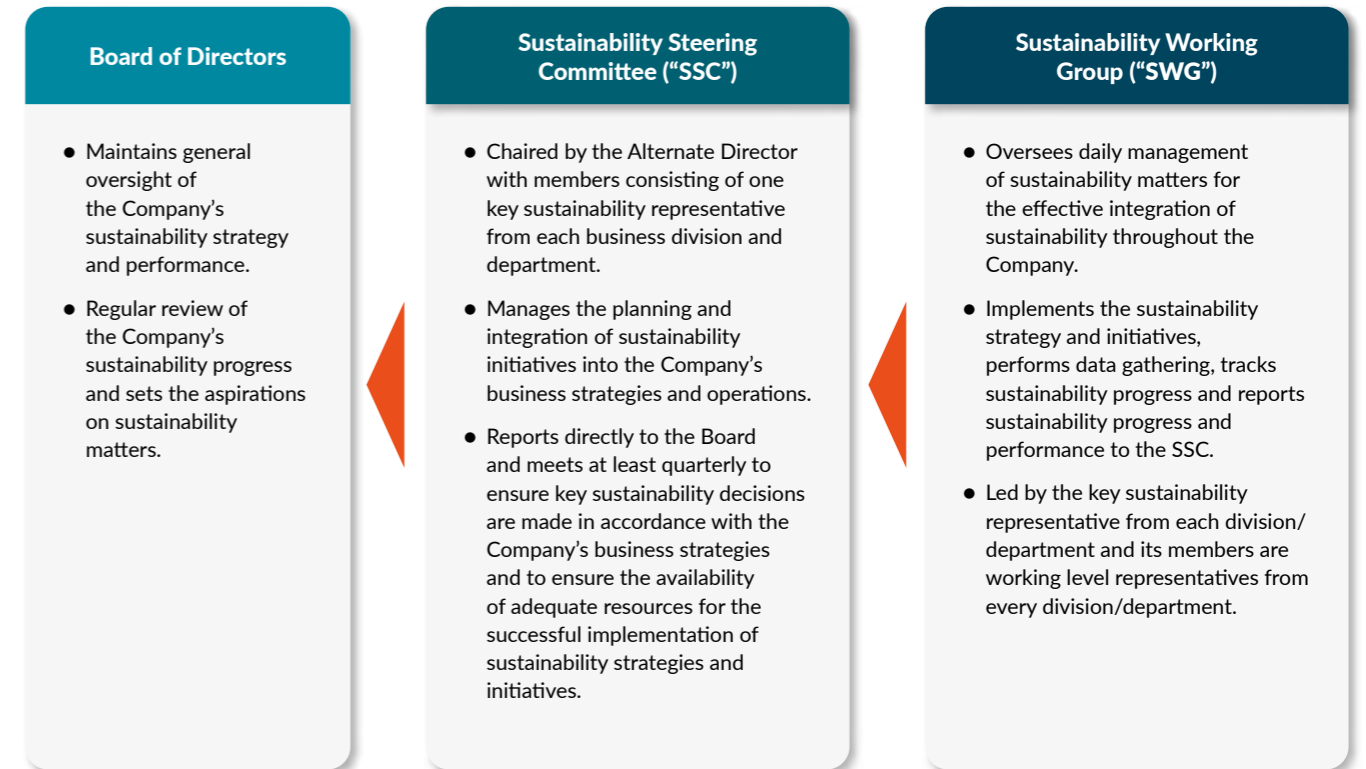 Board of Directors
● Maintains general
oversight of
the Company’s
sustainability strategy
and performance.
● Regular review of
the Company’s
sustainability progress
and sets the aspirations
on sustainability
matters.
Sustainability Steering
Committee (“SSC”)
● Chaired by the Alternate Director
with members consisting of one
key sustainability representative
from each business division and
department.
● Manages the planning and
integration of sustainability
initiatives into the Company’s
business strategies and operations.
● Reports directly to the Board
and meets at least quarterly to
ensure key sustainability decisions
are made in accordance with the
Company’s business strategies
and to ensure the availability
of adequate resources for the
successful implementation of
sustainability strategies and
initiatives.
Sustainability Working
Group (“SWG”)
● Oversees daily management
of sustainability matters for
the effective integration of
sustainability throughout the
Company.
● Implements the sustainability
strategy and initiatives,
performs data gathering, tracks
sustainability progress and reports
sustainability progress and
performance to the SSC.
● Led by the key sustainability
representative from each division/
department and its members are
working level representatives from
every division/department.